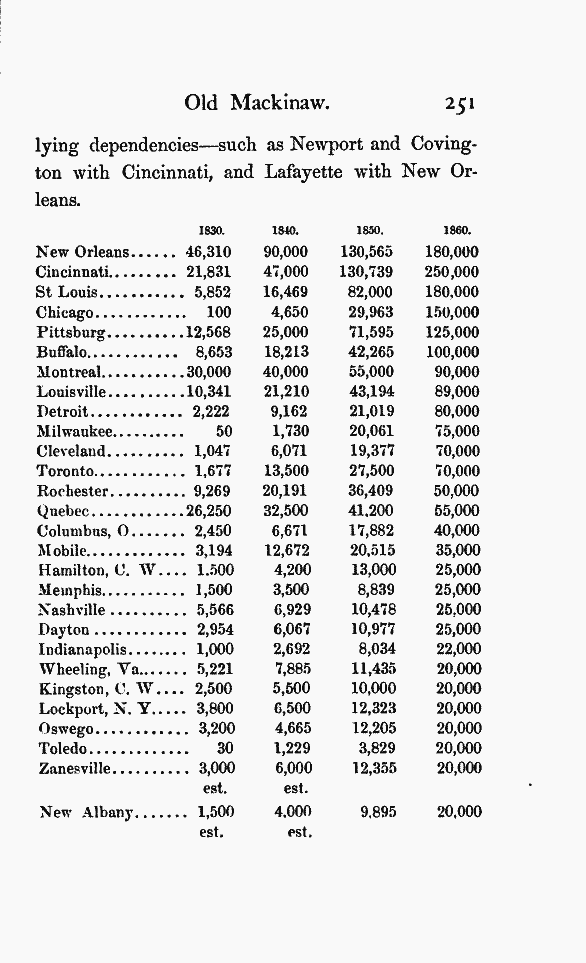 Old Mackinaw. 251
lying dependencies—such as Newport and Coving-
ton with Cincinnati, and Lafayette with New Or-
leans.
1830. 1840. 1850. 1860.
New Orleans...... 46,310 90,000 130,565 180,000
Cincinnati......... 21,831 47,000 130,739 250,000
St Louis........... 5,852 16,469 82,000 180,000
Chicago............ 100 4,650 29,963 150,000
Pittsburg..........12,568 25,000 71,595 125,000
Buffalo............ 8,653 18,213 42,265 100,000
Montreal...........30,000 40,000 55,000 90,000
Louisville..........10,341 21,210 43,194 89,000
Detroit............ 2,222 9,162 21,019 80,000
Milwaukee.......... 50 1,730 20,061 75,000
Cleveland.......... 1,047 6,071 19,377 70,000
Toronto............ 1,677 13,500 27,500 70,000
Rochester.......... 9,269 20,191 36,409 50,000
Quebec............26,250 32,500 41,200 55,000
Columbus, O....... 2,450 6,671 17,882 40,000
Mobile............. 3,194 12,672 20,515 35,000
Hamilton, C. W.... 1.500 4,200 13,000 25,000
Memphis........... 1,500 3,500 8,839 25,000
Nashville .......... 5,566 6,929 10,478 25,000
Dayton ............ 2,954 6,067 10,977 25,000
Indianapolis........ 1,000 2,692 8,034 22,000
Wheeling, Va....... 5,221 7,885 11,435 20,000
Kingston, C. W.... 2,500 5,500 10,000 20,000
Lockport, N. Y..... 3,800 6,500 12,323 20,000
Oswego............ 3,200 4,665 12,205 20,000
Toledo............. 30 1,229 3,829 20,000
Zanesville.......... 3,000 6,000 12,355 20,000
est. est.
New Albany....... 1,500 4,000 9,895 20,000
est. est.